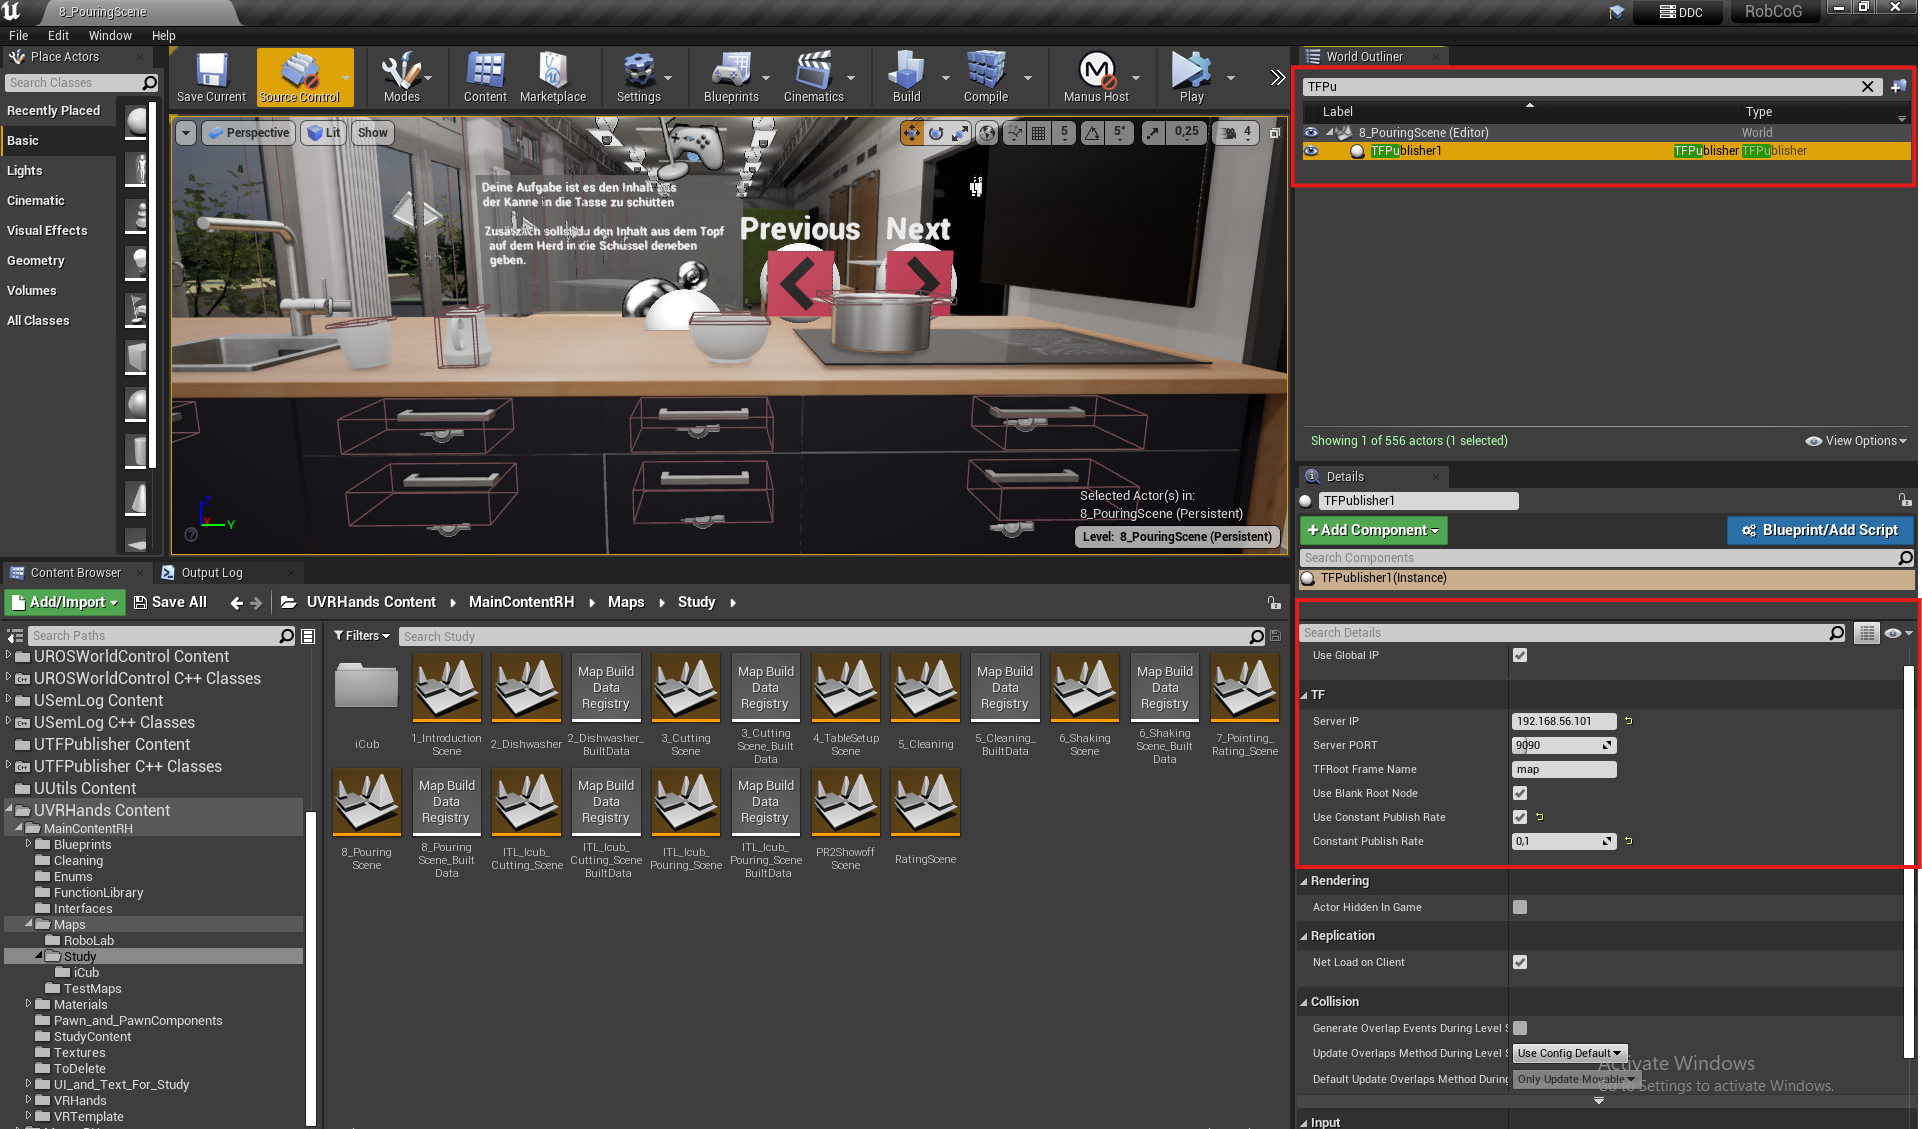 8_PouringScene
DDC
RobCoG
File Edit Window Help
Place Actors
Search Classes
Recently Placed
Basic
Lights
Cinematic
Visual Effects
Geometry
Volumes
All Classes
Save Current
Source Control
Modes
Content
Marketplace
Settings
Blueprints
Cinematics
Build
Compile
Manus Host
Play
Perspective
Lit
Show
5
5°
0,25
4
Deine Aufgabe ist es den Inhalt aus
der Kanne in die Tasse zu schütten
Zusätzlich sollst du den Inhalt aus dem Topf
auf dem Herd in die Schüssel deneben
geben.
Previous Next
Z
X
Y
Selected Actor(s) in:
8_PouringScene (Persistent)
Level: 8_PouringScene (Persistent)
World Outliner
TFPu
Label Type
8_PouringScene (Editor) World
TFPublisher1 TFPublisher TFPublisher
Showing 1 of 556 actors (1 selected)
View Options
Details
TFPublisher1
+Add Component
Blueprint/Add Script
Search Components
TFPublisher1(Instance)
Search Details
Use Global IP
TF
Server IP 192.168.56.101
Server PORT 9090
TFRoot Frame Name map
Use Blank Root Node
Use Constant Publish Rate
Constant Publish Rate 0,1
Rendering
Actor Hidden In Game
Replication
Net Load on Client
Collision
Generate Overlap Events During Level S
Update Overlaps Method During Level S Use Config Default
Default Update Overlaps Method During Only Update Movable
Input
Activate Windows
Go to Settings to activate Windows.
Content Browser
Output Log
Add/Import
Save All
UVRHands Content
MainContentRH
Maps
Study
Search Paths
Filters
Search Study
UROSWorldControl Content
UROSWorldControl C++ Classes
USemLog Content
USemLog C++ Classes
UTFPublisher Content
UTFPublisher C++ Classes
UUtils Content
UVRHands Content
MainContentRH
Blueprints
Cleaning
Enums
FunctionLibrary
Interfaces
Maps
RoboLab
Study
iCub
TestMaps
Materials
Pawn_and_PawnComponents
StudyContent
Textures
ToDelete
UI_and_Text_For_Study
VRHands
VRTemplate
iCub
1_Introduction
Scene
2_Dishwasher
Map Build
Data
Registry
2_Dishwasher_
BuiltData
3_Cutting
Scene
Map Build
Data
Registry
3_Cutting
Scene_Built
Data
4_TableSetup
Scene
5_Cleaning
Map Build
Data
Registry
5_Cleaning_
BuiltData
6_Shaking
Scene
Map Build
Data
Registry
6_Shaking
Scene_Built
Data
7_Pointing_
Rating_Scene
8_Pouring
Scene
Map Build
Data
Registry
8_Pouring
Scene_Built
Data
ITL_Icub_
Cutting_Scene
Map Build
Data
Registry
ITL_Icub_
Cutting_Scene
BuiltData
ITL_Icub_
Pouring_Scene
Map Build
Data
Registry
ITL_Icub_
Pouring_Scene
BuiltData
PR2Showoff
Scene
RatingScene